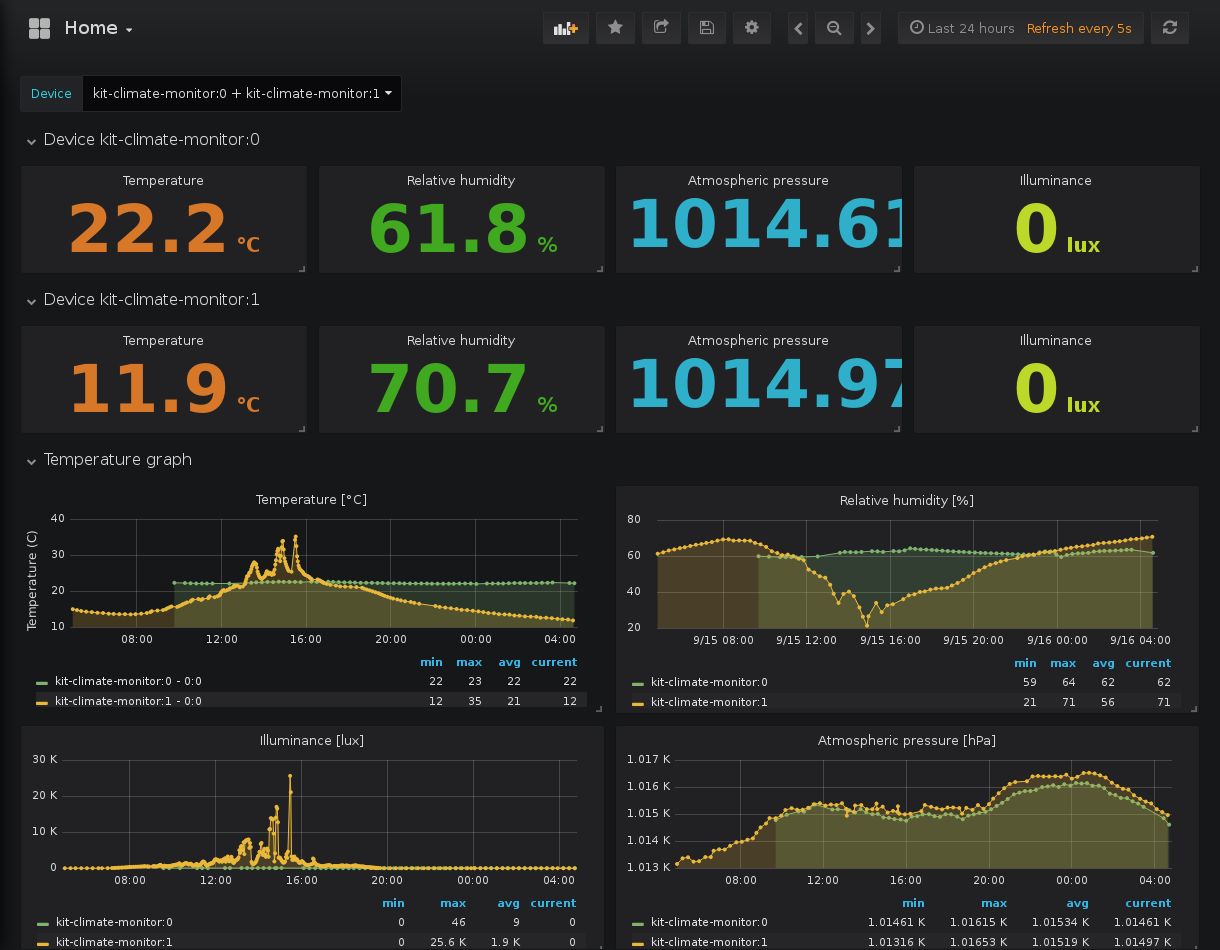 Home
Last 24 hours Refresh every 5s
Device kit-climate-monitor:0 + kit-climate-monitor:1
Device kit-climate-monitor:0
Temperature
22.2 °C
Relative humidity
61.8 %
Atmospheric pressure
1014.61
Illuminance
0 lux
Device kit-climate-monitor:1
Temperature
11.9 °C
Relative humidity
70.7 %
Atmospheric pressure
1014.97
Illuminance
0 lux
Temperature graph
Temperature [°C]
Temperature (C)
40
30
20
10
08:00 12:00 16:00 20:00 00:00 04:00
min max avg current
kit-climate-monitor:0 - 0:0 22 23 22 22
kit-climate-monitor:1 - 0:0 12 35 21 12
Relative humidity [%]
80
60
40
20
9/15 08:00 9/15 12:00 9/15 16:00 9/15 20:00 9/16 00:00 9/16 04:00
min max avg current
kit-climate-monitor:0 59 64 62 62
kit-climate-monitor:1 21 71 56 71
Illuminance [lux]
30 K
20 K
10 K
0
08:00 12:00 16:00 20:00 00:00 04:00
min max avg current
kit-climate-monitor:0 0 46 9 0
kit-climate-monitor:1 0 25.6 K 1.9 K 0
Atmospheric pressure [hPa]
1.017 K
1.016 K
1.015 K
1.014 K
1.013 K
08:00 12:00 16:00 20:00 00:00 04:00
min max avg current
kit-climate-monitor:0 1.01461 K 1.01615 K 1.01534 K 1.01461 K
kit-climate-monitor:1 1.01316 K 1.01653 K 1.01519 K 1.01497 K